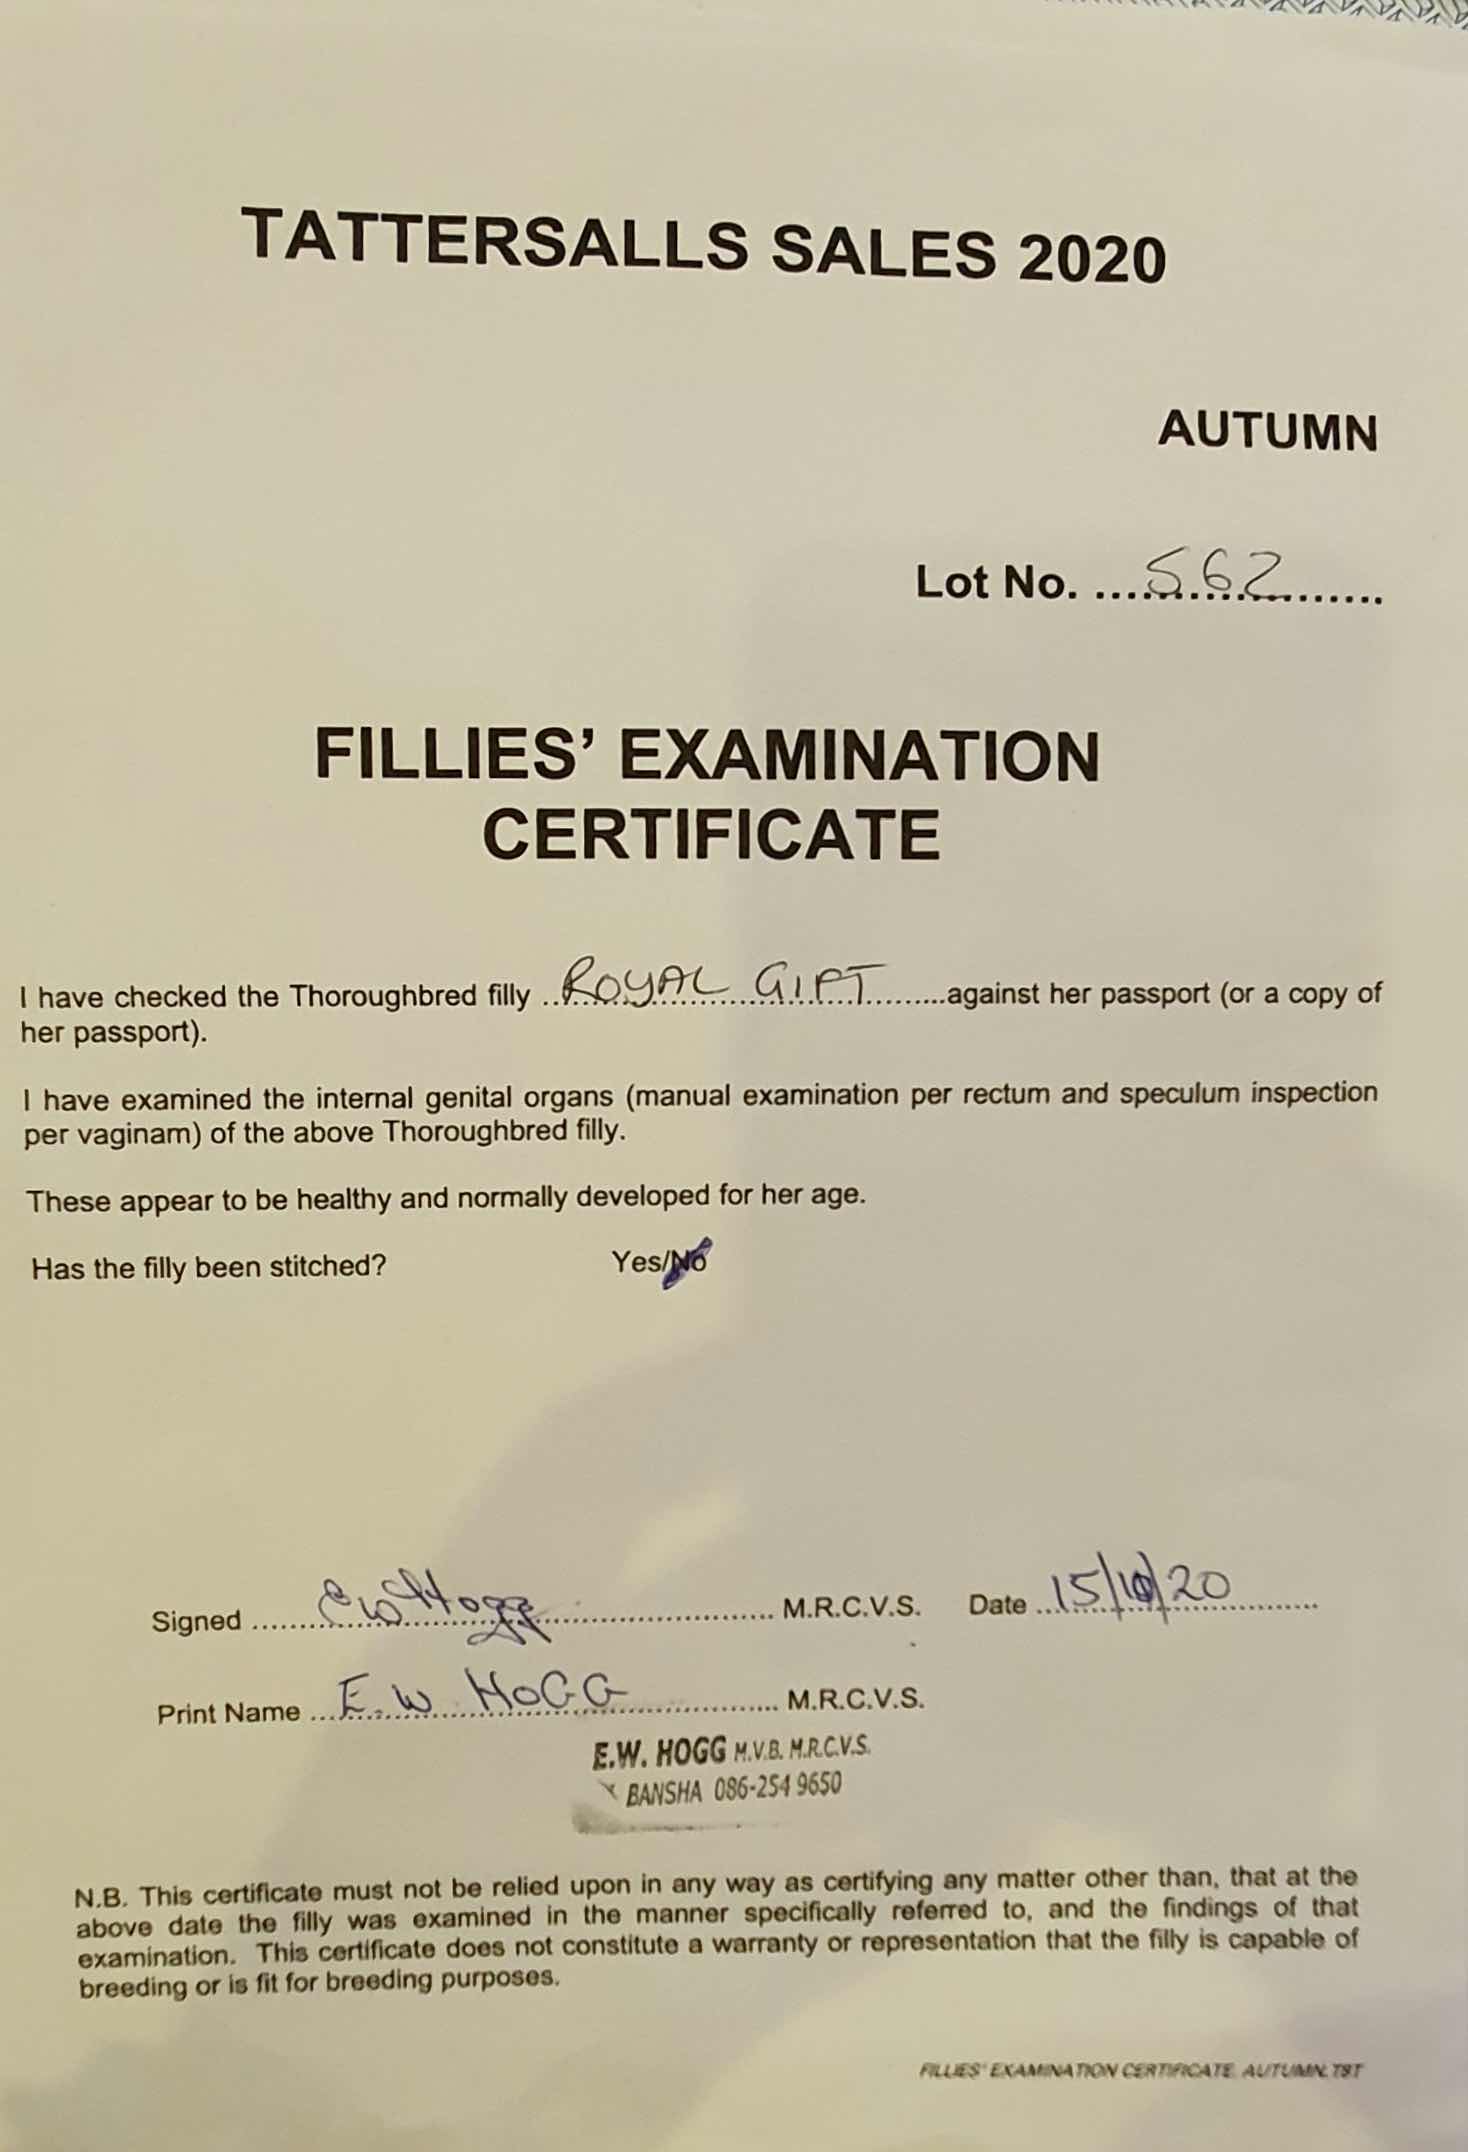 TATTERSALLS SALES 2020
AUTUMN
Lot No. ....562....
FILLIES' EXAMINATION
CERTIFICATE
I have checked the Thoroughbred filly ..ROYAL GIFT.........against her passport (or a copy of
her passport).
I have examined the internal genital organs (manual examination per rectum and speculum inspection
per vaginam) of the above Thoroughbred filly.
These appear to be healthy and normally developed for her age.
Has the filly been stitched? Yes/No
Signed ........EW Hogg........ M.R.C.V.S. Date ..15/10/20........
Print Name ...E.W HOGG........ M.R.C.V.S.
E.W. HOGG M.V.B. M.R.C.V.S.
BANSHA 086-254 9650
N.B. This certificate must not be relied upon in any way as certifying any matter other than, that at the
above date the filly was examined in the manner specifically referred to, and the findings of that
examination. This certificate does not constitute a warranty or representation that the filly is capable of
breeding or is fit for breeding purposes.
FILLIES' EXAMINATION CERTIFICATE. AUTUMN.TST